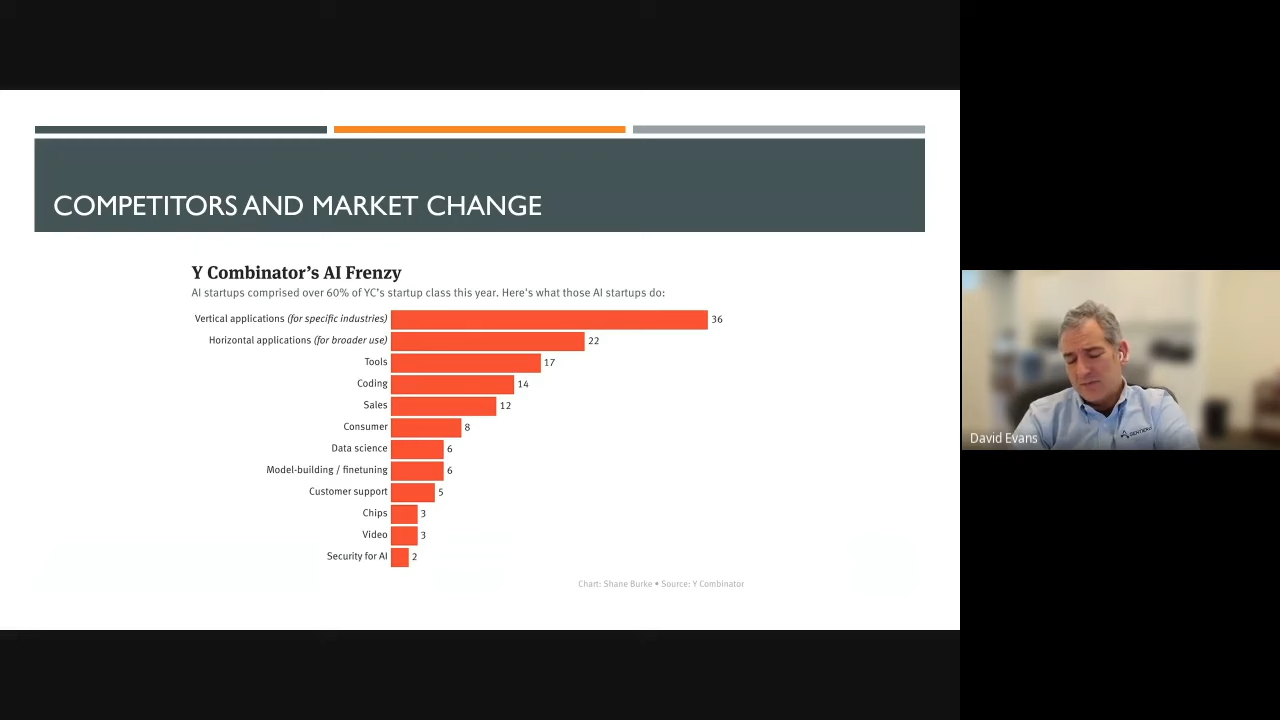 COMPETITORS AND MARKET CHANGE
Y Combinator's AI Frenzy
AI startups comprised over 60% of YC's startup class this year. Here's what those AI startups do:
Vertical applications (for specific industries) 36
Horizontal applications (for broader use) 22
Tools 17
Coding 14
Sales 12
Consumer 8
Data science 6
Model-building / finetuning 6
Customer support 5
Chips 3
Video 3
Security for AI 2
Chart: Shane Burke • Source: Y Combinator
David Evans